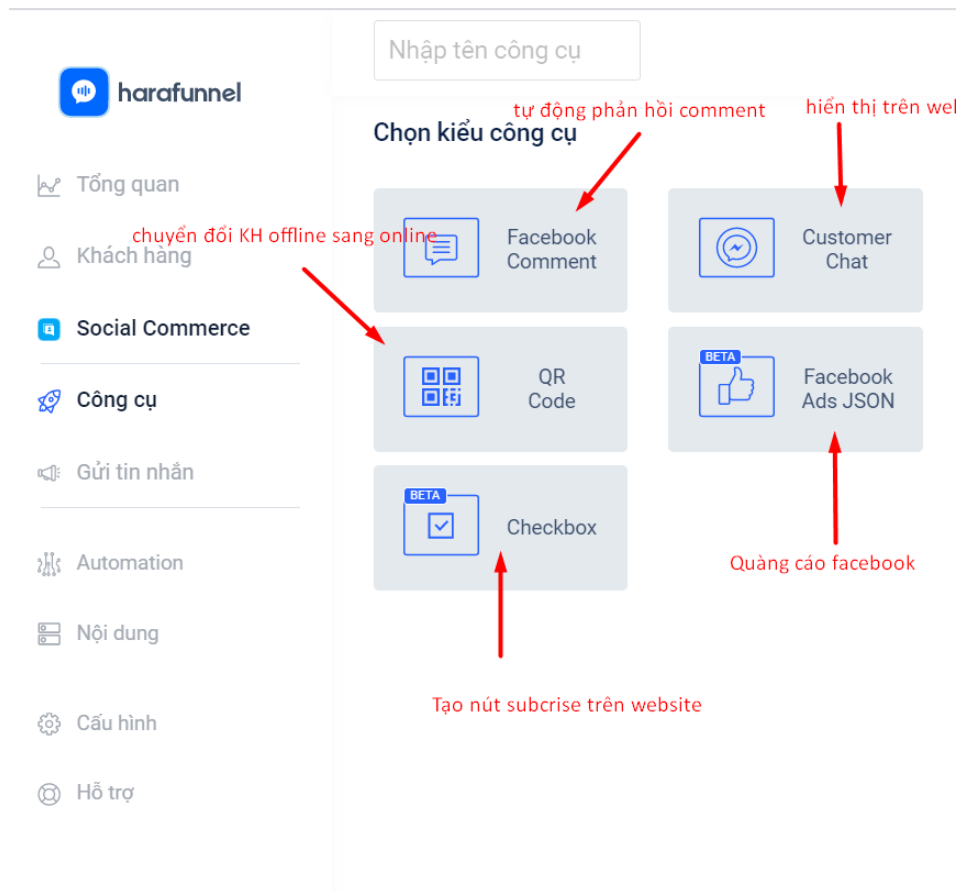 Nhập tên công cụ
harafunnel
tự động phản hồi comment
hiển thị trên
Chọn kiểu công cụ
Tổng quan
chuyển đổi KH offline sang online
Khách hàng
Facebook
Comment
Customer
Chat
Social Commerce
BETA
QR
Code
Facebook
Ads JSON
Công cụ
Gửi tin nhắn
BETA
Checkbox
Automation
Quàng cáo facebook
Nội dung
Tạo nút subcrise trên website
Cấu hình
Hỗ trợ